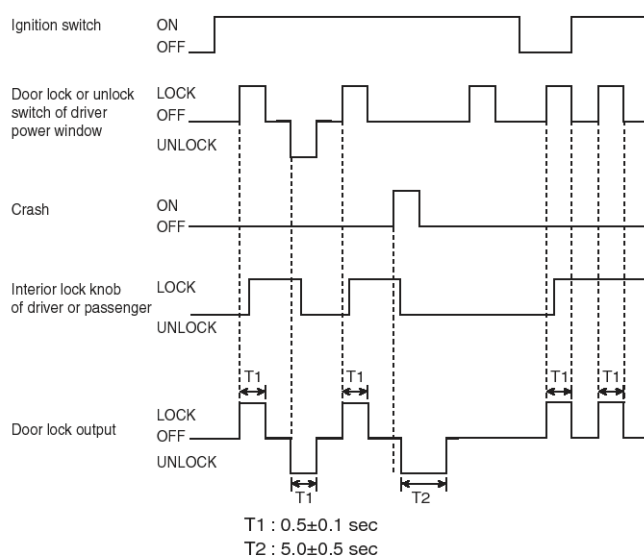 Ignition switch
ON
OFF
Door lock or unlock
switch of driver
power window
LOCK
OFF
UNLOCK
Crash
ON
OFF
Interior lock knob
of driver or passenger
LOCK
UNLOCK
T1
T1
T1
T1
Door lock output
LOCK
OFF
UNLOCK
T1
T2
T1 : 0.5±0.1 sec
T2 : 5.0±0.5 sec